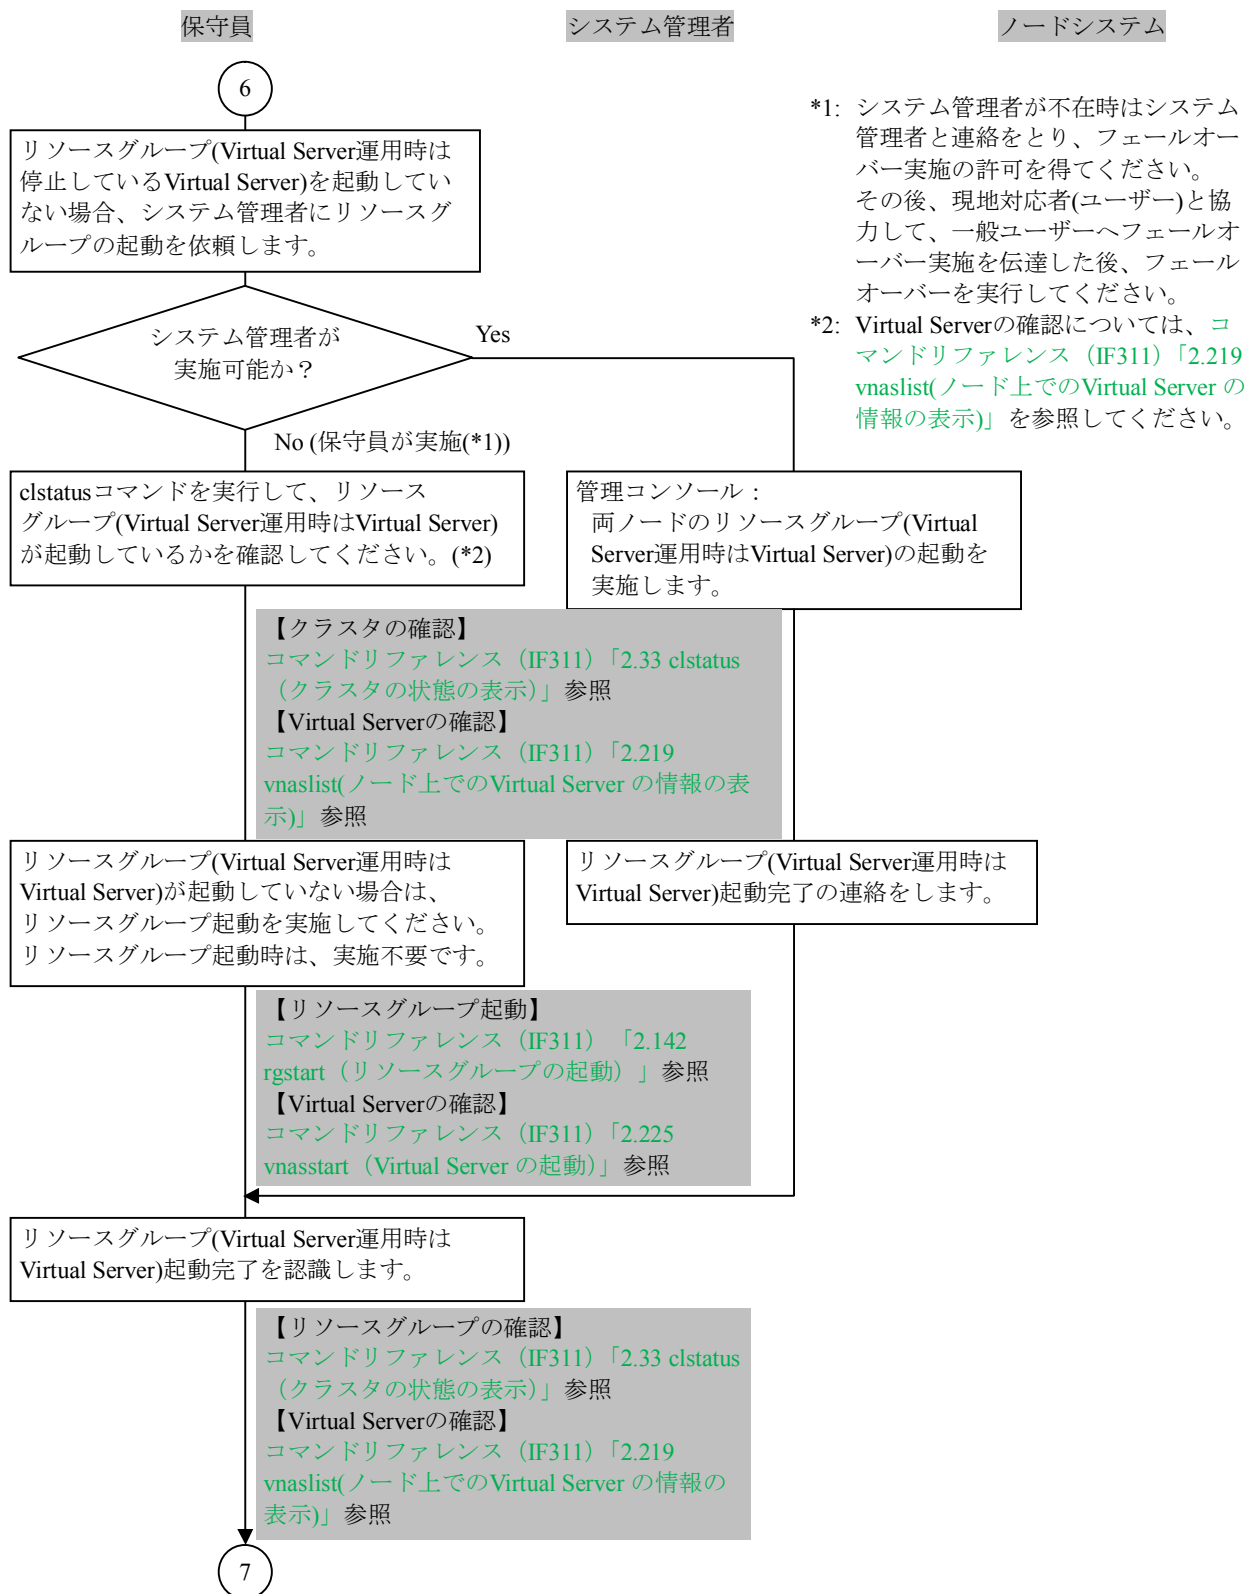 保守員
システム管理者
ノードシステム
6
リソースグループ(Virtual Server運用時は
停止しているVirtual Server)を起動してい
ない場合、システム管理者にリソースグ
ループの起動を依頼します。
*1: システム管理者が不在時はシステム
管理者と連絡をとり、フェールオー
バー実施の許可を得てください。
その後、現地対応者(ユーザー)と協
力して、一般ユーザーへフェールオ
ーバー実施を伝達した後、フェール
オーバーを実行してください。
*2: Virtual Serverの確認については、コ
マンドリファレンス（IF311）「2.219
vnaslist(ノード上でのVirtual Server の
情報の表示)」を参照してください。
システム管理者が
実施可能か？
Yes
No (保守員が実施(*1))
clstatusコマンドを実行して、リソース
グループ(Virtual Server運用時はVirtual Server)
が起動しているかを確認してください。(*2)
管理コンソール：
両ノードのリソースグループ(Virtual
Server運用時はVirtual Server)の起動を
実施します。
【クラスタの確認】
コマンドリファレンス（IF311）「2.33 clstatus
（クラスタの状態の表示）」参照
【Virtual Serverの確認】
コマンドリファレンス（IF311）「2.219
vnaslist(ノード上でのVirtual Server の情報の表
示)」参照
リソースグループ(Virtual Server運用時は
Virtual Server)が起動していない場合は、
リソースグループ起動を実施してください。
リソースグループ起動時は、実施不要です。
リソースグループ(Virtual Server運用時は
Virtual Server)起動完了の連絡をします。
【リソースグループ起動】
コマンドリファレンス（IF311） 「2.142
rgstart（リソースグループの起動）」参照
【Virtual Serverの確認】
コマンドリファレンス（IF311）「2.225
vnasstart（Virtual Server の起動）」参照
リソースグループ(Virtual Server運用時は
Virtual Server)起動完了を認識します。
【リソースグループの確認】
コマンドリファレンス（IF311）「2.33 clstatus
（クラスタの状態の表示）」参照
【Virtual Serverの確認】
コマンドリファレンス（IF311）「2.219
vnaslist(ノード上でのVirtual Server の情報の
表示)」参照
7